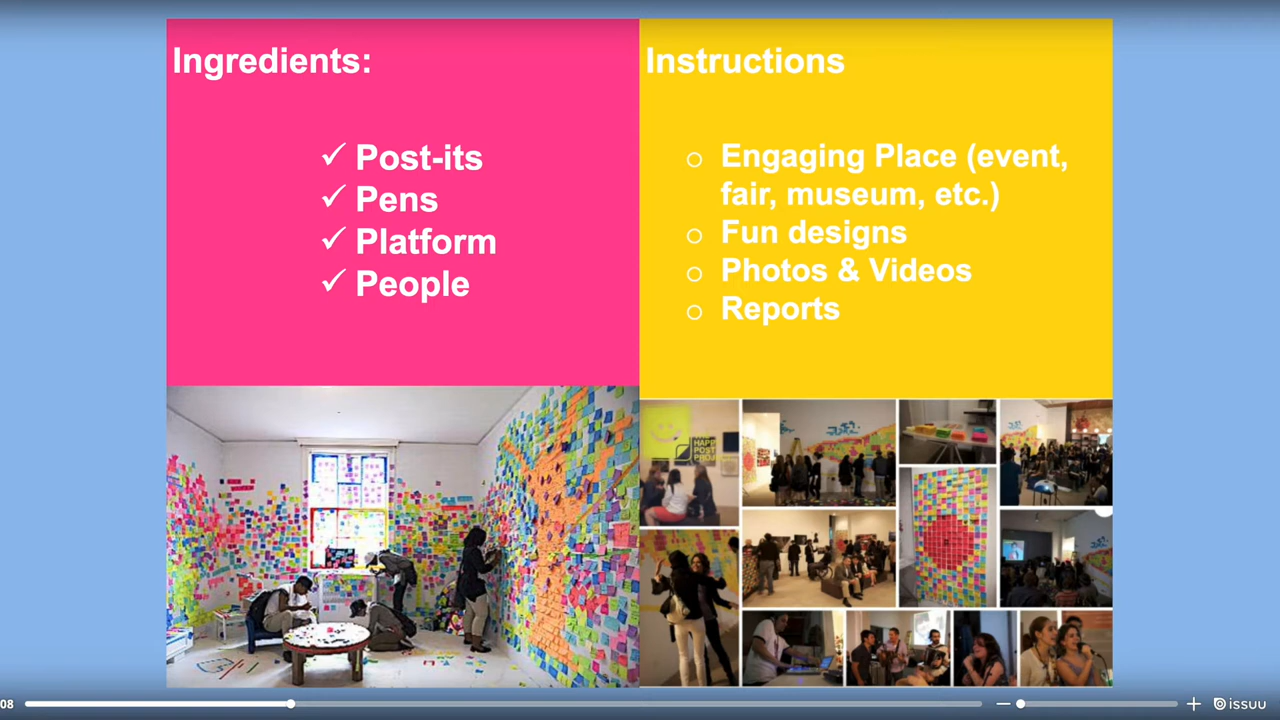 Ingredients:
✓ Post-its
✓ Pens
✓ Platform
✓ People
Instructions
o Engaging Place (event,
fair, museum, etc.)
o Fun designs
o Photos & Videos
o Reports
08
issuu